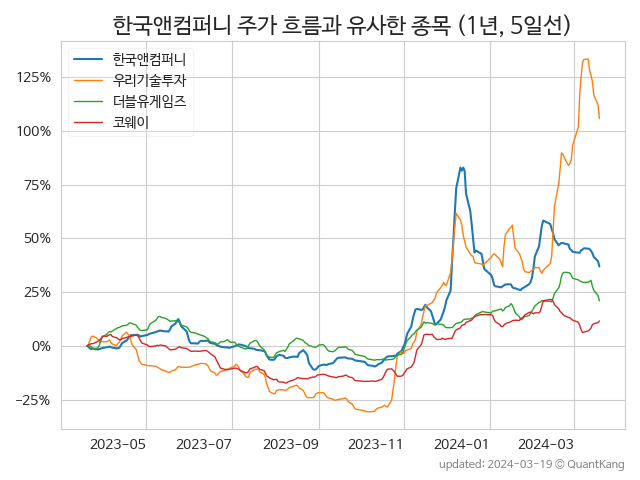 한국앤컴퍼니 주가 흐름과 유사한 종목 (1년, 5일선)
한국앤컴퍼니
우리기술투자
더블유게임즈
코웨이
125%
100%
75%
50%
25%
0%
−25%
2023-05 2023-07 2023-09 2023-11 2024-01 2024-03
updated: 2024-03-19 © QuantKang